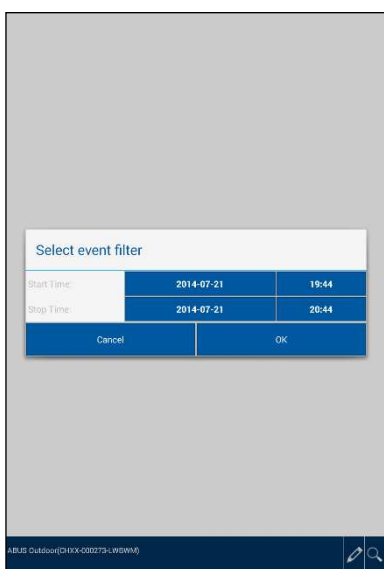 Select event filter
Start Time: 2014-07-21 19:44
Stop Time: 2014-07-21 20:44
Cancel OK
ABUS Outdoor(CHXX-000273-LWBWM)